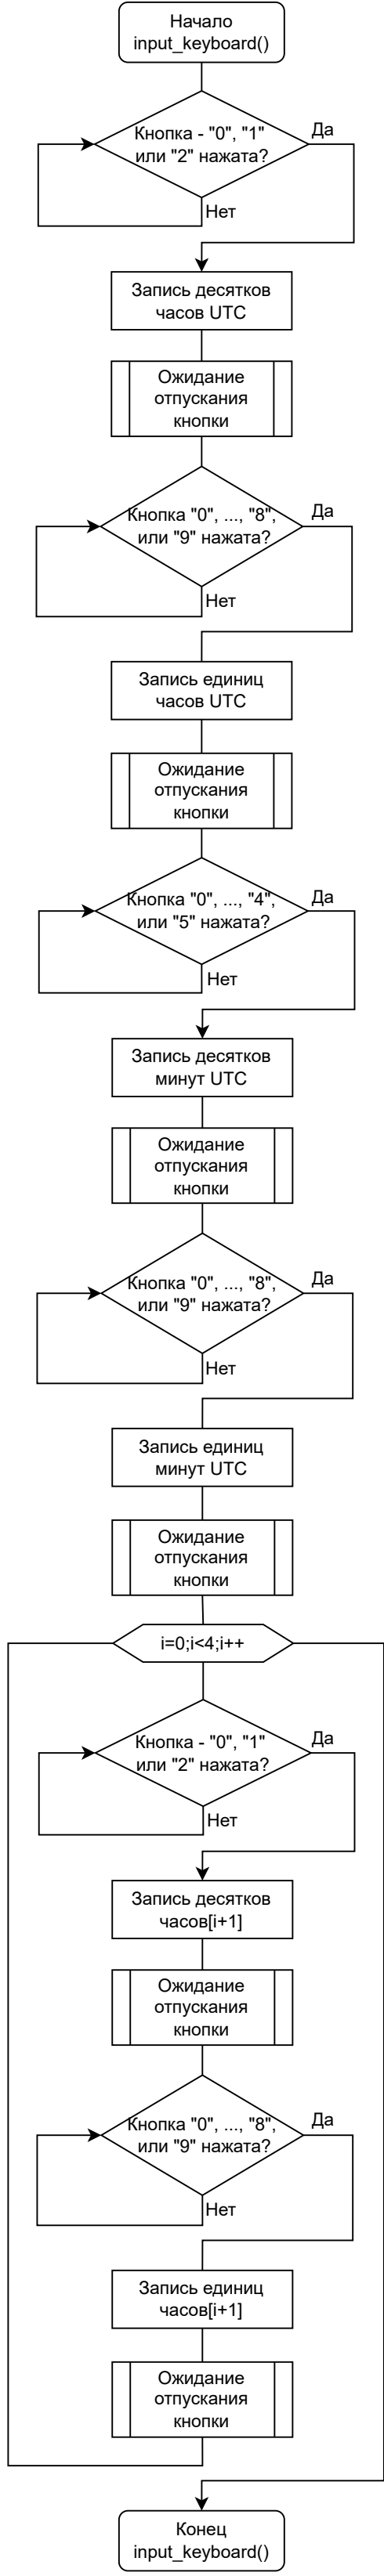 Начало
input_keyboard()
Кнопка - "0", "1"
или "2" нажата?
Да
Нет
Запись десятков
часов UTC
Ожидание
отпускания
кнопки
Кнопка "0", ..., "8",
или "9" нажата?
Да
Нет
Запись единиц
часов UTC
Ожидание
отпускания
кнопки
Кнопка "0", ..., "4",
или "5" нажата?
Да
Нет
Запись десятков
минут UTC
Ожидание
отпускания
кнопки
Кнопка "0", ..., "8",
или "9" нажата?
Да
Нет
Запись единиц
минут UTC
Ожидание
отпускания
кнопки
i=0;i<4;i++
Кнопка - "0", "1"
или "2" нажата?
Да
Нет
Запись десятков
часов[i+1]
Ожидание
отпускания
кнопки
Кнопка "0", ..., "8",
или "9" нажата?
Да
Нет
Запись единиц
часов[i+1]
Ожидание
отпускания
кнопки
Конец
input_keyboard()